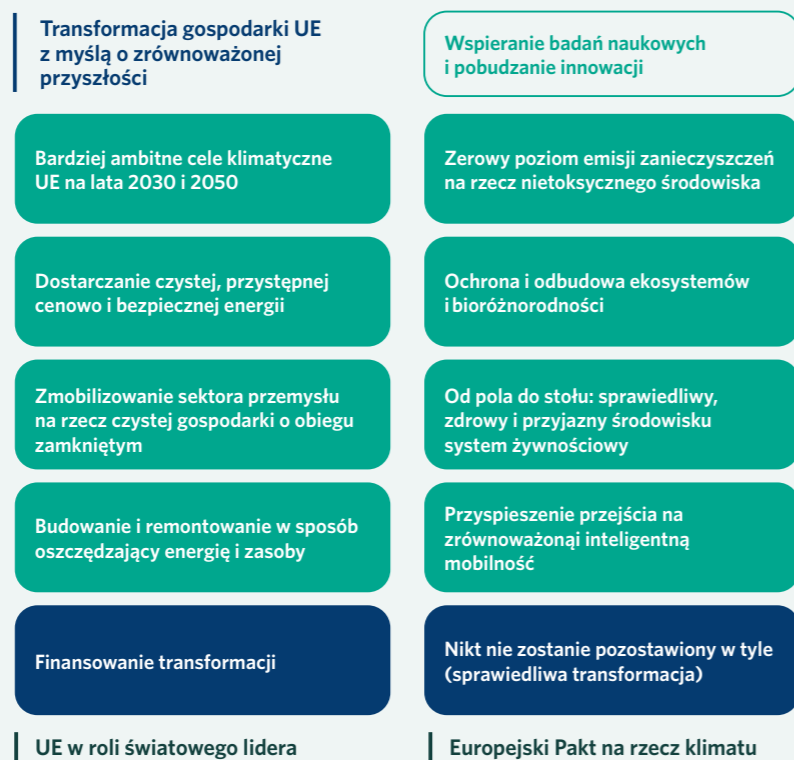 Transformacja gospodarki UE
z myślą o zrównoważonej
przyszłości
Wspieranie badań naukowych
i pobudzanie innowacji
Bardziej ambitne cele klimatyczne
UE na lata 2030 i 2050
Zerowy poziom emisji zanieczyszczeń
na rzecz nietoksycznego środowiska
Dostarczanie czystej, przystępnej
cenowo i bezpiecznej energii
Ochrona i odbudowa ekosystemów
i bioróżnorodności
Zmobilizowanie sektora przemysłu
na rzecz czystej gospodarki o obiegu
zamkniętym
Od pola do stołu: sprawiedliwy,
zdrowy i przyjazny środowisku
system żywnościowy
Budowanie i remontowanie w sposób
oszczędzający energię i zasoby
Przyspieszenie przejścia na
zrównoważonąi inteligentną
mobilność
Finansowanie transformacji
Nikt nie zostanie pozostawiony w tyle
(sprawiedliwa transformacja)
UE w roli światowego lidera
Europejski Pakt na rzecz klimatu